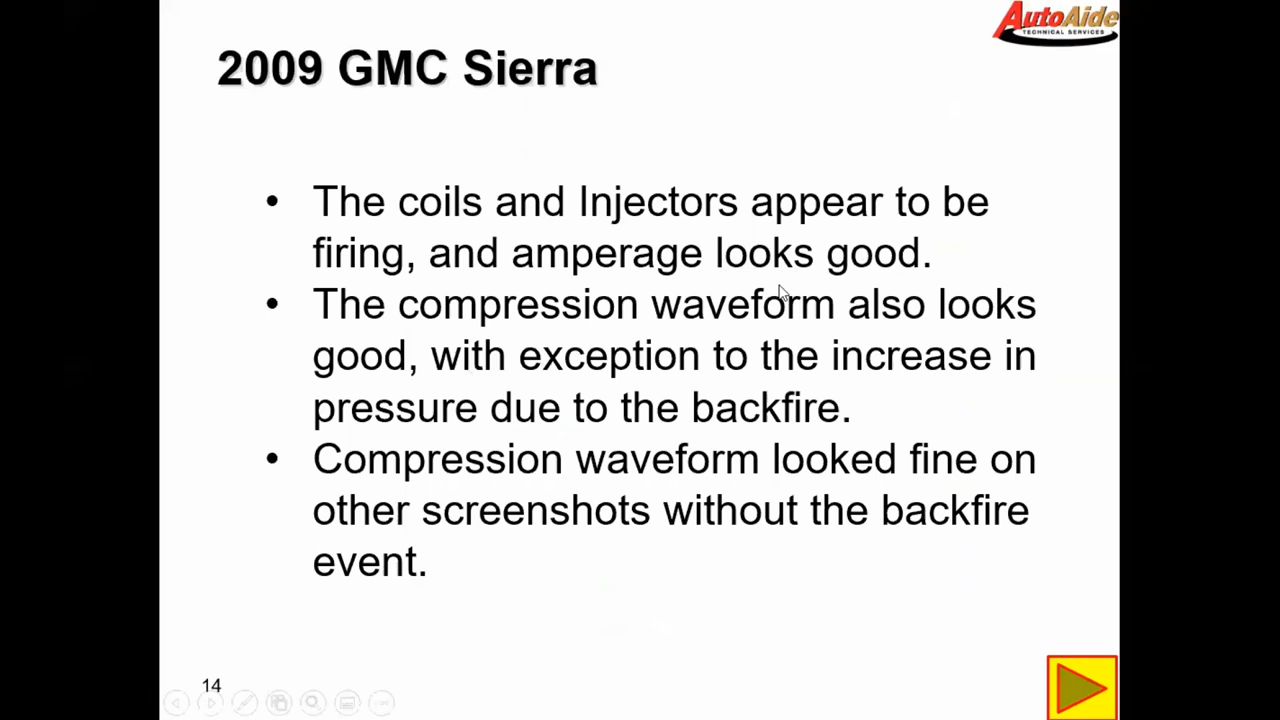 AutoAide
TECHNICAL SERVICES
2009 GMC Sierra
• The coils and Injectors appear to be
firing, and amperage looks good.
• The compression waveform also looks
good, with exception to the increase in
pressure due to the backfire.
• Compression waveform looked fine on
other screenshots without the backfire
event.
14